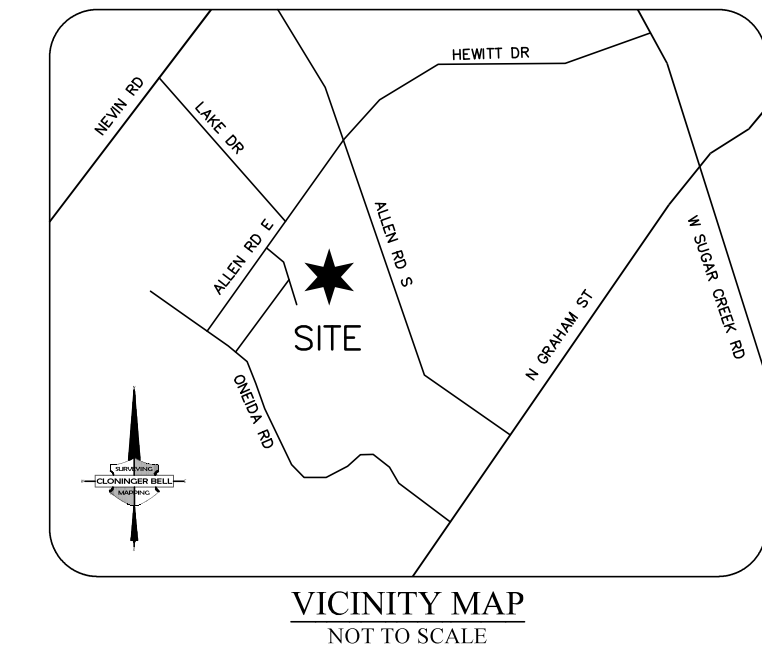 HEWITT DR
NEVIN RD
LAKE DR
ALLEN RD E
ALLEN RD S
W SUGAR CREEK RD
N GRAHAM ST
SITE
ONEIDA RD
SURVEYING
CLONINGER BELL
MAPPING
VICINITY MAP
NOT TO SCALE